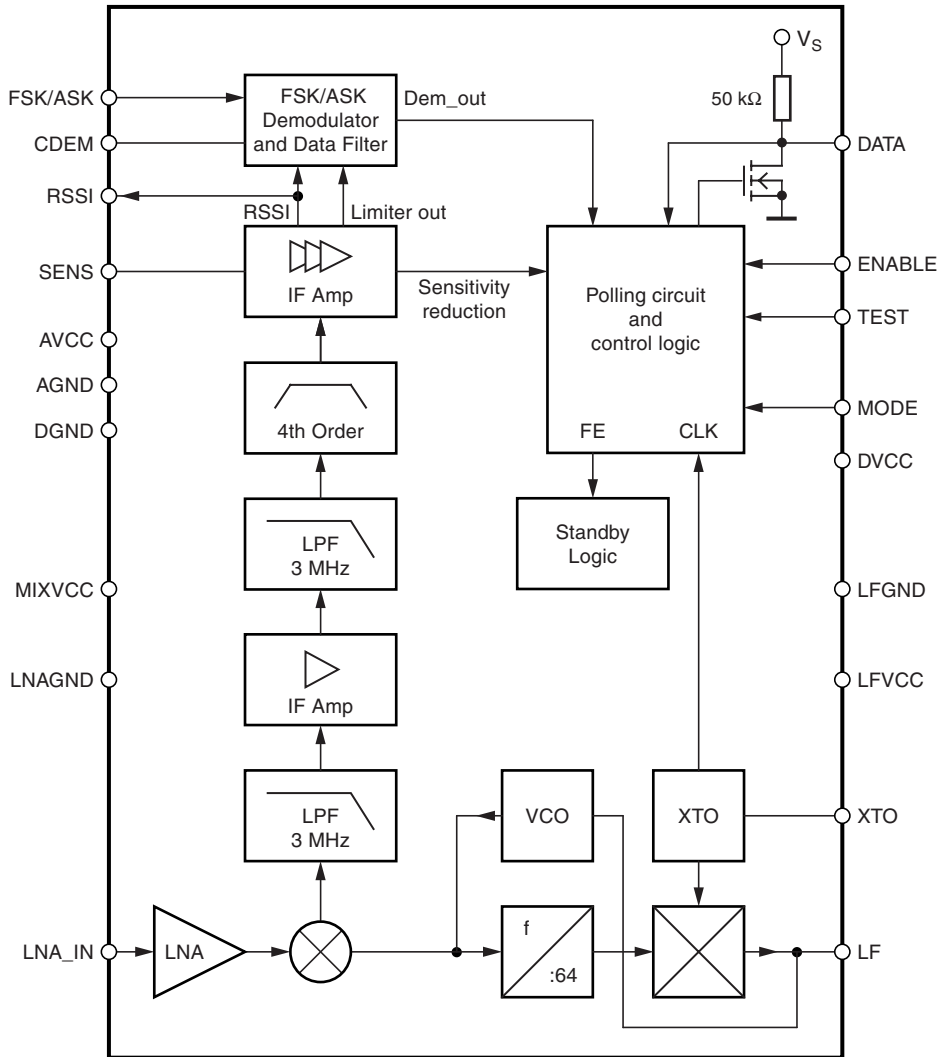 V_S
50 kΩ
FSK/ASK
CDEM
RSSI
SENS
AVCC
AGND
DGND
MIXVCC
LNAGND
LNA_IN
FSK/ASK
Demodulator
and Data Filter
Dem_out
RSSI
Limiter out
IF Amp
Sensitivity
reduction
4th Order
LPF
3 MHz
IF Amp
LPF
3 MHz
LNA
Polling circuit
and
control logic
FE
CLK
Standby
Logic
VCO
XTO
f
:64
DATA
ENABLE
TEST
MODE
DVCC
LFGND
LFVCC
XTO
LF